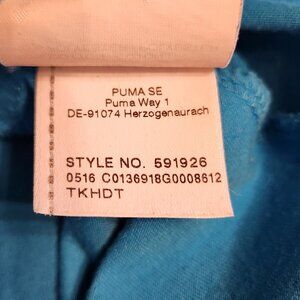 PUMA SE
Puma Way 1
DE-91074 Herzogenaurach
STYLE NO. 591926
0516 C0136918G0008612
TKHDT